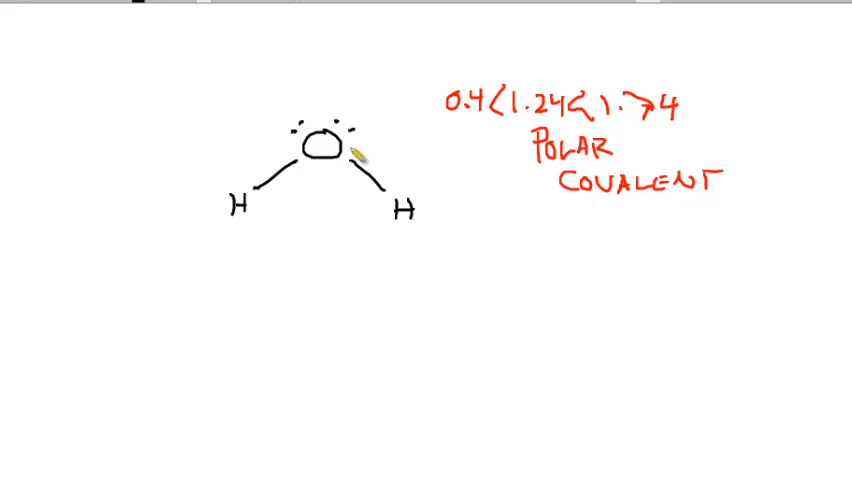 0.4<1.24<1.74
POLAR
COVALENT
O
H
H